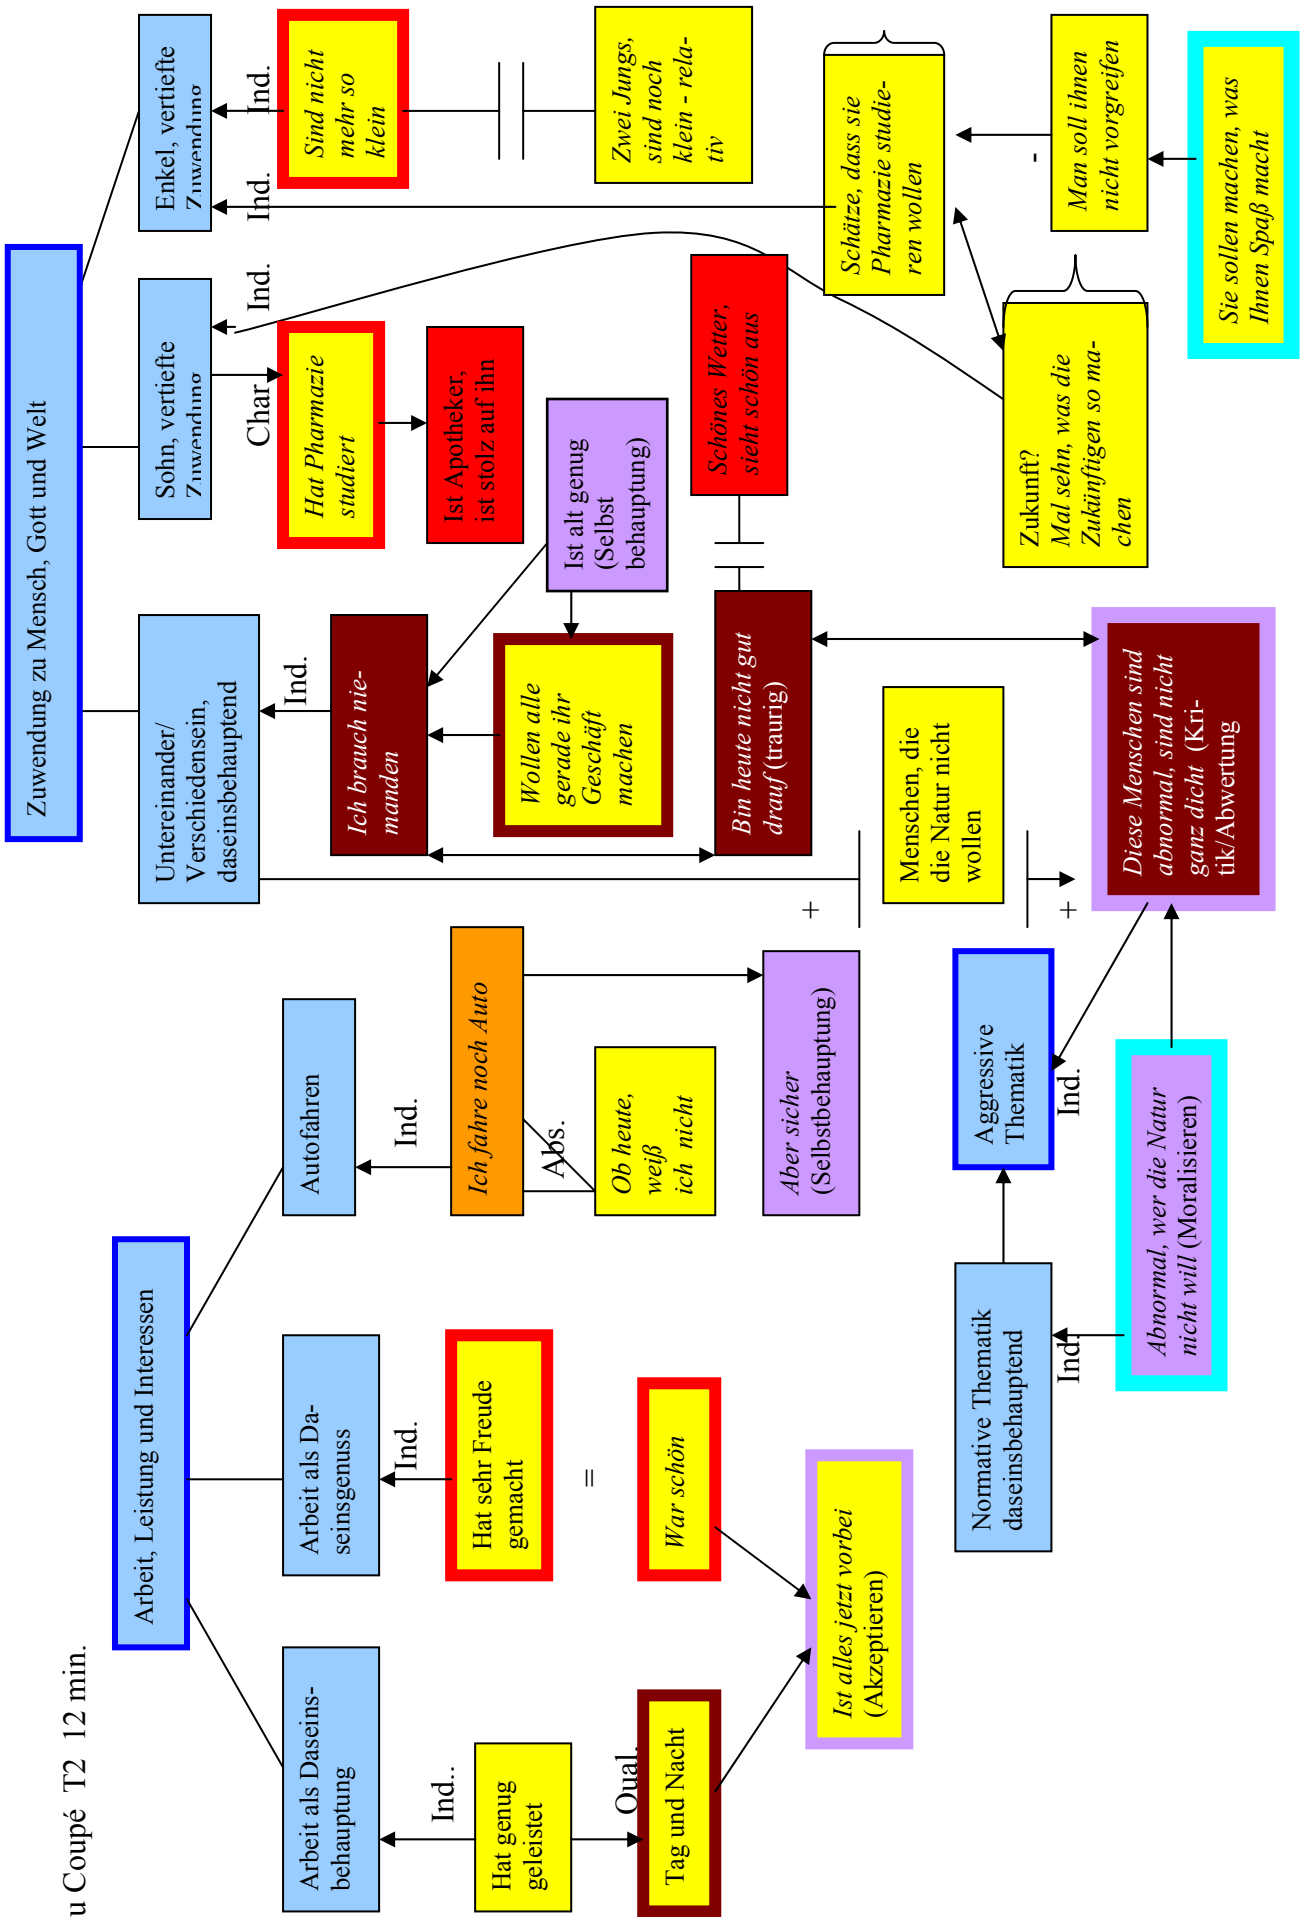 u Coupé  T2  12 min.
Arbeit, Leistung und Interessen
Zuwendung zu Mensch, Gott und Welt
Arbeit als Daseins-
behauptung
Arbeit als Da-
seinsgenuss
Autofahren
Untereinander/
Verschiedensein,
daseinsbehauptend
Sohn, vertiefte
Zuwendung
Enkel, vertiefte
Zuwendung
Ind..
Ind.
Ind.
Ind.
Char
Ind.
Ind.
Ind.
Hat genug
geleistet
Hat sehr Freude
gemacht
Ich fahre noch Auto
Ich brauch nie-
manden
Hat Pharmazie
studiert
Sind nicht
mehr so
klein
Ist Apotheker,
ist stolz auf ihn
Qual.
=
Abs.
Tag und Nacht
War schön
Ob heute,
weiß
ich  nicht
Wollen alle
gerade ihr
Geschäft
machen
Ist alt genug
(Selbst
behauptung)
Zwei Jungs,
sind noch
klein - rela-
tiv
Ist alles jetzt vorbei
(Akzeptieren)
Aber sicher
(Selbstbehauptung)
Bin heute nicht gut
drauf (traurig)
Schönes Wetter,
sieht schön aus
Schätze, dass sie
Pharmazie studie-
ren wollen
+
Menschen, die
die Natur nicht
wollen
+
Normative Thematik
daseinsbehauptend
Aggressive
Thematik
Zukunft?
Mal sehn, was die
Zukünftigen so ma-
chen
-
Man soll ihnen
nicht vorgreifen
Ind.
Ind.
Abnormal, wer die Natur
nicht will (Moralisieren)
Diese Menschen sind
abnormal, sind nicht
ganz dicht  (Kri-
tik/Abwertung
Sie sollen machen, was
Ihnen Spaß macht